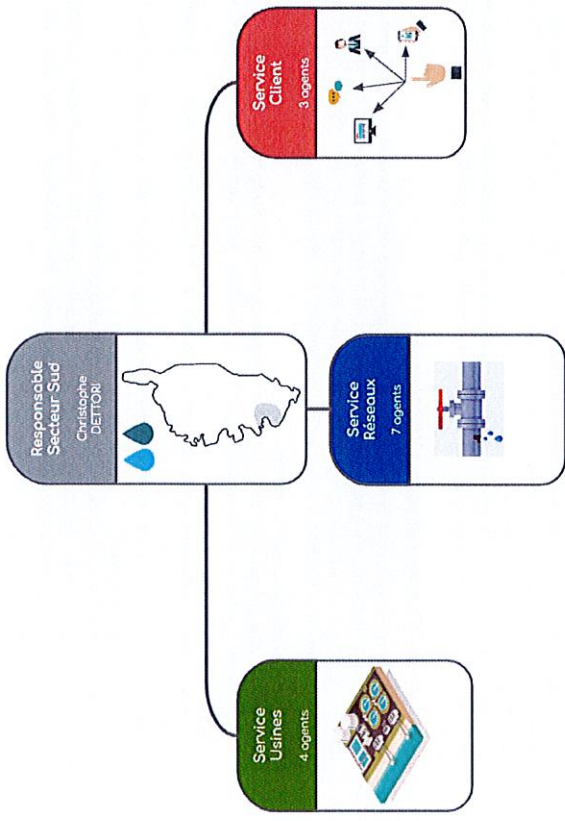 Responsable
Secteur Sud
Christophe
DETTORI
Service
Usines
4 agents
Service
Réseaux
7 agents
Service
Client
3 agents